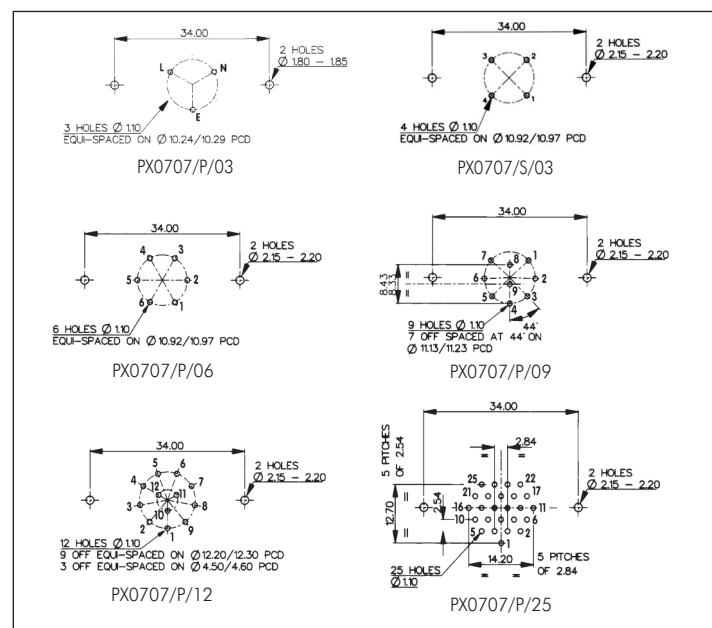 34.00
2 HOLES
Ø 1.80 - 1.85
L
N
E
3 HOLES Ø 1.10
EQUI-SPACED ON Ø 10.24/10.29 PCD
PX0707/P/03
34.00
2 HOLES
Ø 2.15 - 2.20
3
2
4
1
4 HOLES Ø 1.10
EQUI-SPACED ON Ø 10.92/10.97 PCD
PX0707/S/03
34.00
2 HOLES
Ø 2.15 - 2.20
4
3
5
2
6
1
6 HOLES Ø 1.10
EQUI-SPACED ON Ø 10.92/10.97 PCD
PX0707/P/06
34.00
2 HOLES
Ø 2.15 - 2.20
8.43
8.33
7
8
1
6
2
9
5
3
4
44°
9 HOLES Ø 1.10
7 OFF SPACED AT 44° ON
Ø 11.13/11.23 PCD
PX0707/P/09
34.00
2 HOLES
Ø 2.15 - 2.20
5
6
4
7
12
11
3
8
10
2
9
1
12 HOLES Ø 1.10
9 OFF EQUI-SPACED ON Ø 12.20/12.30 PCD
3 OFF EQUI-SPACED ON Ø 4.50/4.60 PCD
PX0707/P/12
34.00
5 PITCHES
OF 2.54
2.84
2 HOLES
Ø 2.15 - 2.20
12.70
2.54
25
22
21
17
16
11
10
6
5
2
1
14.20
5 PITCHES
OF 2.84
25 HOLES
Ø 1.10
PX0707/P/25